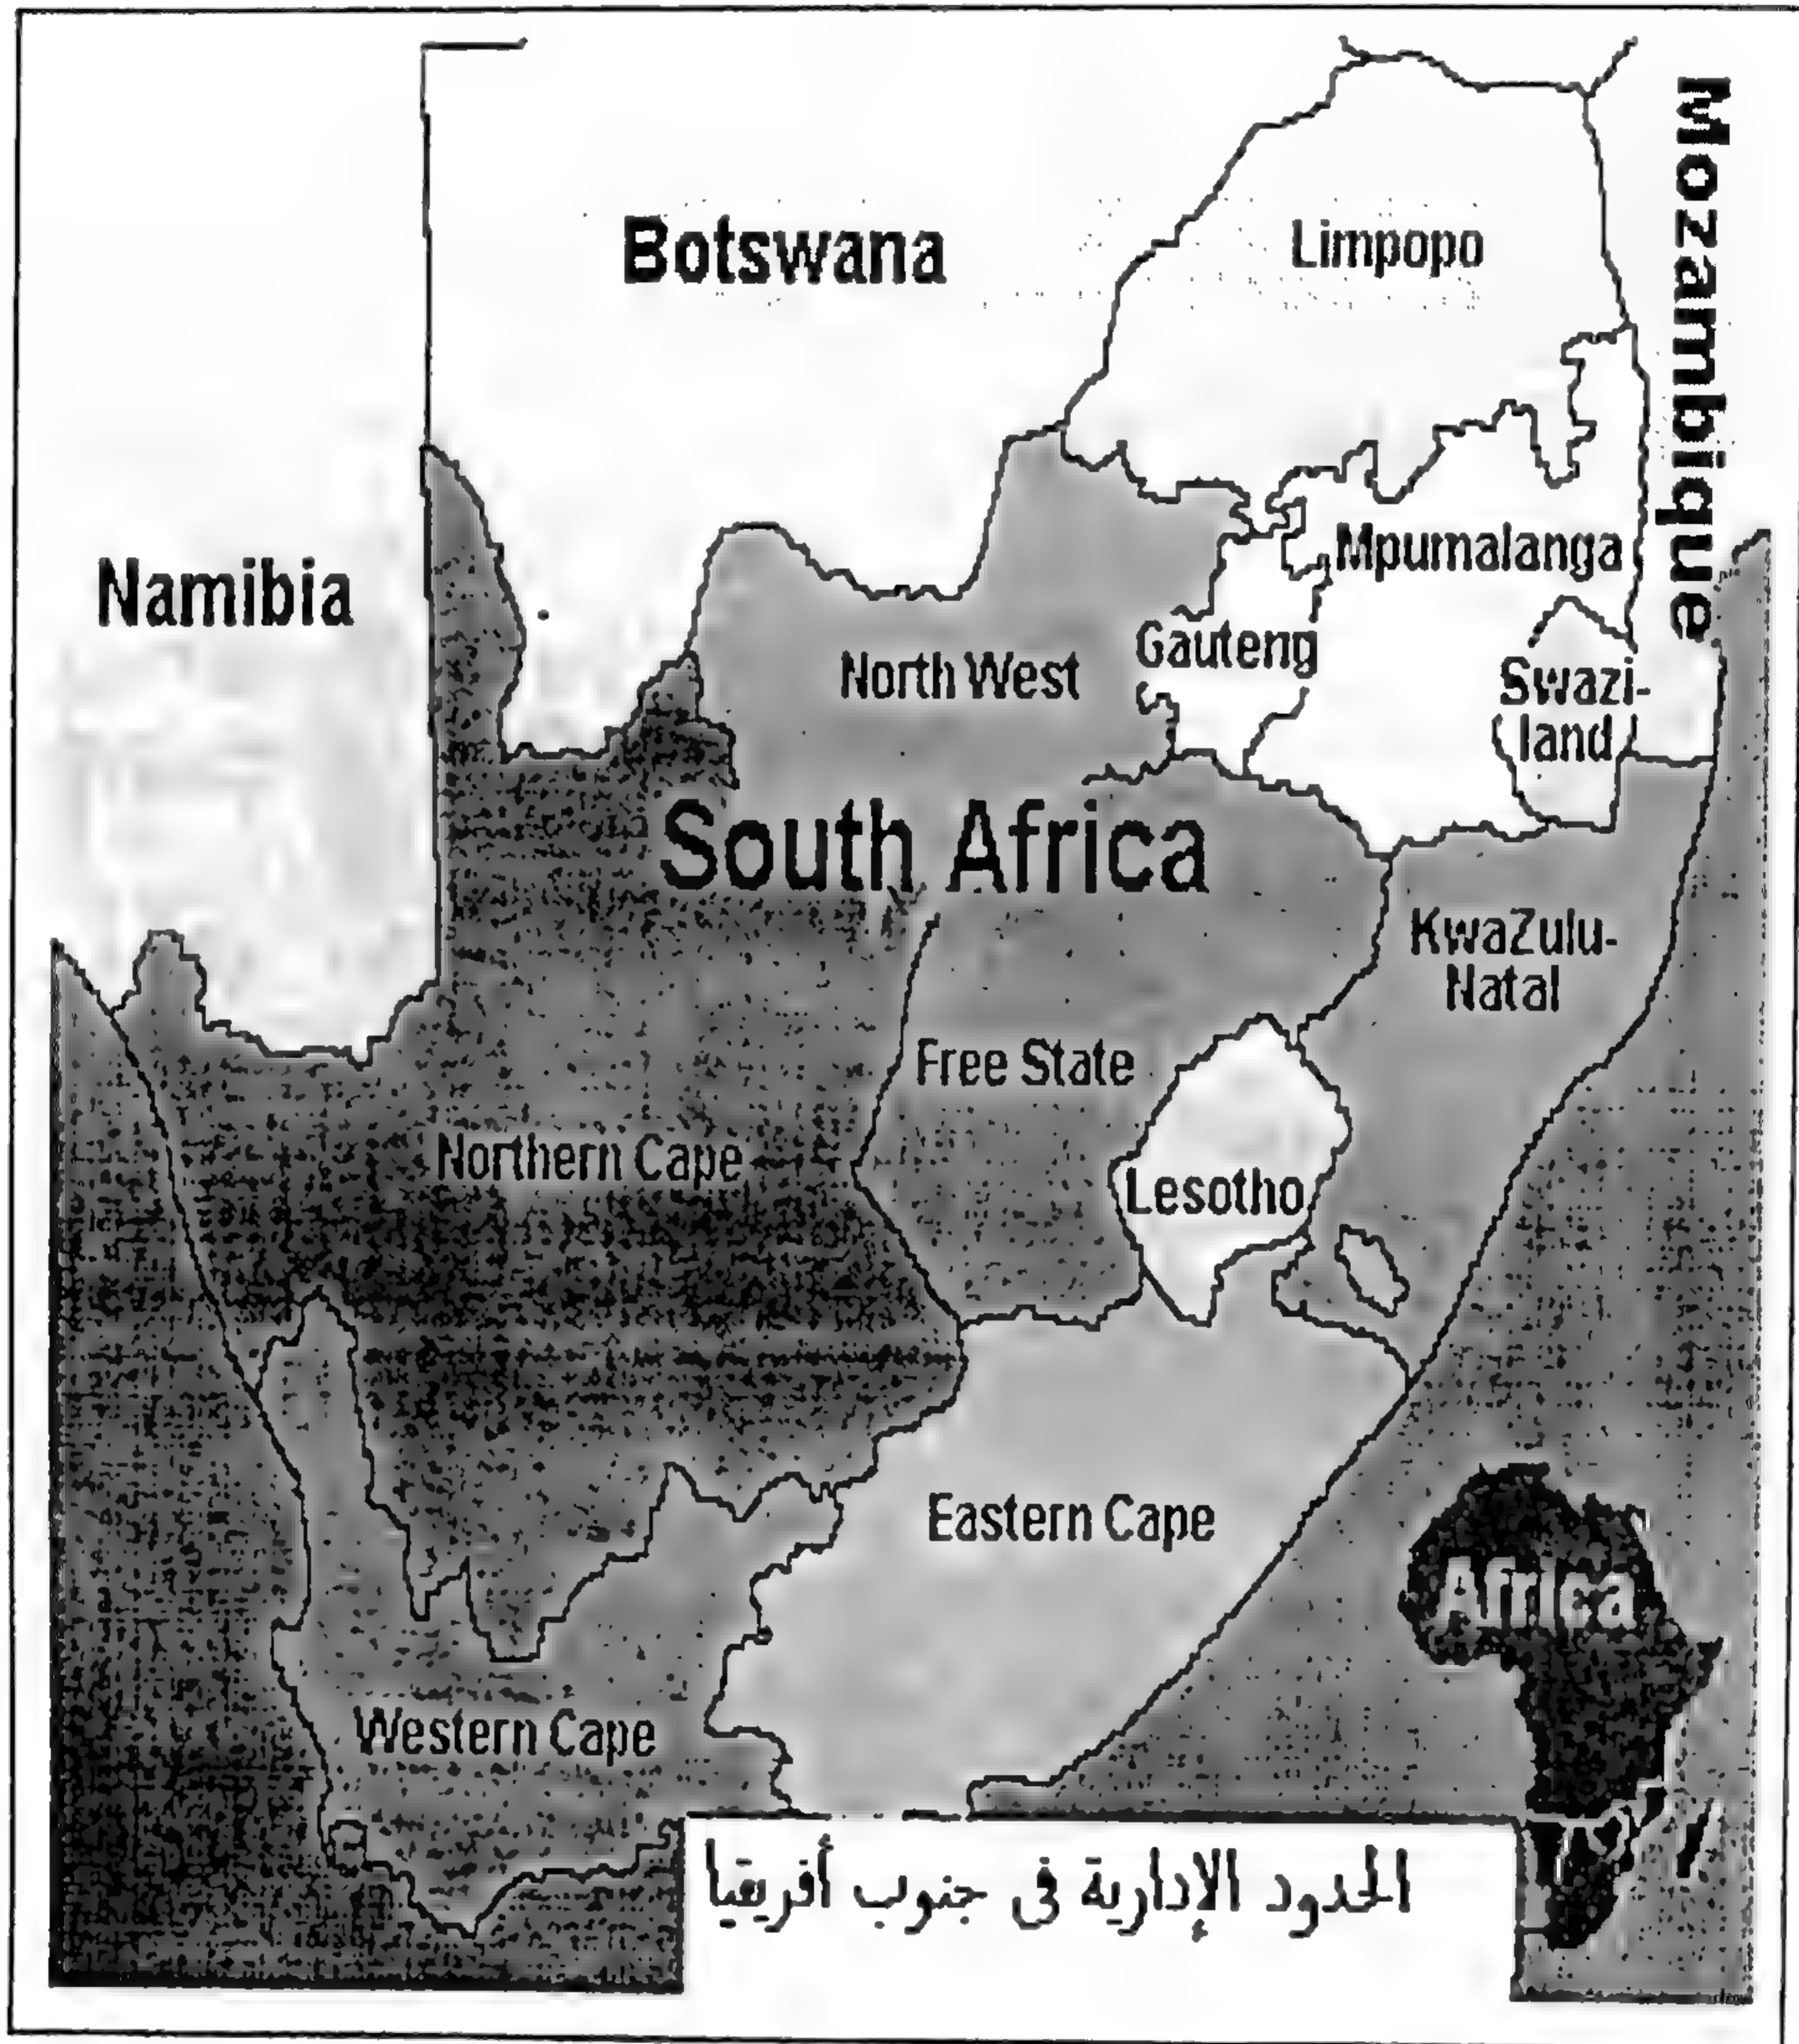 Mozambique
Botswana
Limpopo
Namibia
Mpumalanga
Gauteng
North West
Swazi-
land
South Africa
KwaZulu-
Natal
Free State
Northern Cape
Lesotho
Eastern Cape
Africa
Western Cape
الحدود الإدارية فى جنوب أفريقيا